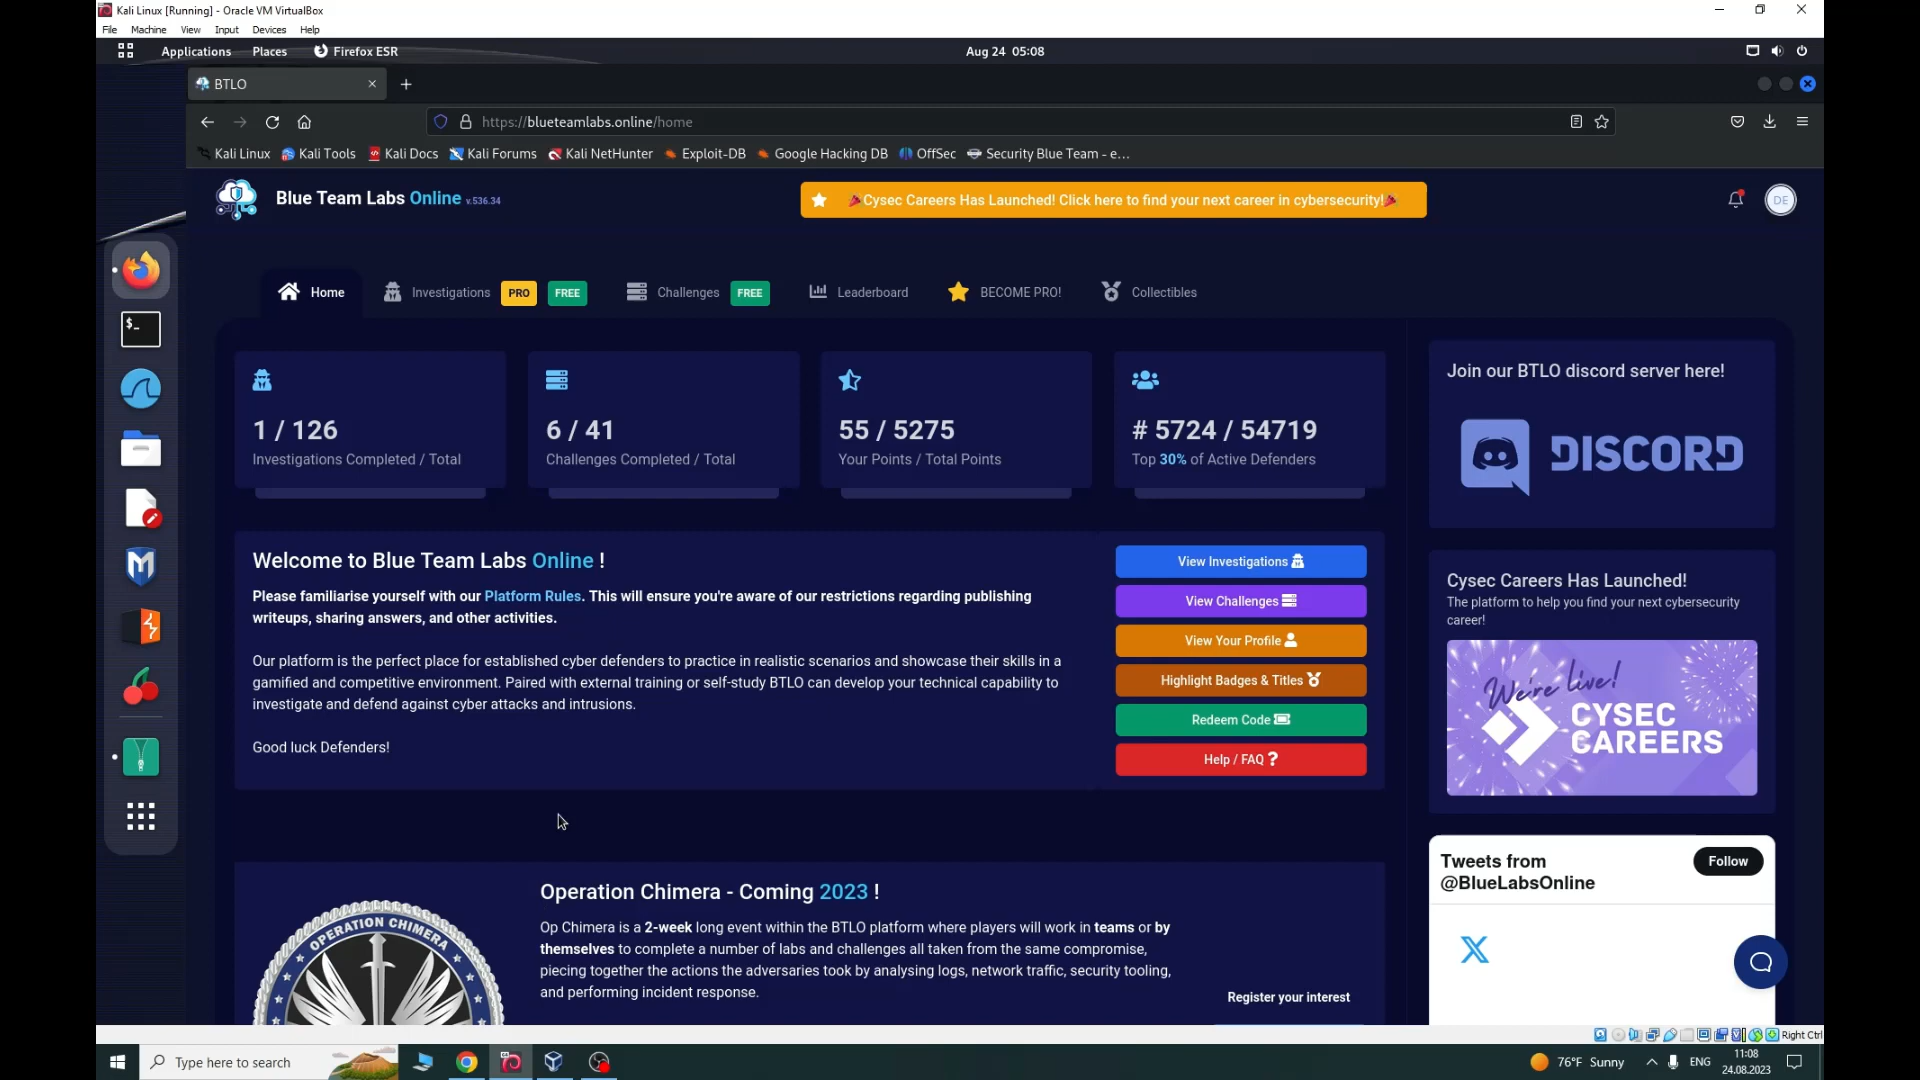 Kali Linux [Running] - Oracle VM VirtualBox
File Machine View Input Devices Help
Applications Places Firefox ESR Aug 24 05:08
BTLO
https://blueteamlabs.online/home
Kali Linux Kali Tools Kali Docs Kali Forums Kali NetHunter Exploit-DB Google Hacking DB OffSec Security Blue Team - e...
Blue Team Labs Online v.536.34
🎉Cysec Careers Has Launched! Click here to find your next career in cybersecurity!🎉
DE
Home Investigations PRO FREE Challenges FREE Leaderboard BECOME PRO! Collectibles
1 / 126
Investigations Completed / Total
6 / 41
Challenges Completed / Total
55 / 5275
Your Points / Total Points
# 5724 / 54719
Top 30% of Active Defenders
Welcome to Blue Team Labs Online !
Please familiarise yourself with our Platform Rules. This will ensure you're aware of our restrictions regarding publishing
writeups, sharing answers, and other activities.
Our platform is the perfect place for established cyber defenders to practice in realistic scenarios and showcase their skills in a
gamified and competitive environment. Paired with external training or self-study BTLO can develop your technical capability to
investigate and defend against cyber attacks and intrusions.
Good luck Defenders!
View Investigations
View Challenges
View Your Profile
Highlight Badges & Titles
Redeem Code
Help / FAQ ?
OPERATION CHIMERA
Operation Chimera - Coming 2023 !
Op Chimera is a 2-week long event within the BTLO platform where players will work in teams or by
themselves to complete a number of labs and challenges all taken from the same compromise,
piecing together the actions the adversaries took by analysing logs, network traffic, security tooling,
and performing incident response.
Register your interest
Join our BTLO discord server here!
DISCORD
Cysec Careers Has Launched!
The platform to help you find your next cybersecurity
career!
We're live!
CYSEC
CAREERS
Tweets from
@BlueLabsOnline
Follow
Right Ctrl
Type here to search
76°F Sunny
ENG
11:08
24.08.2023